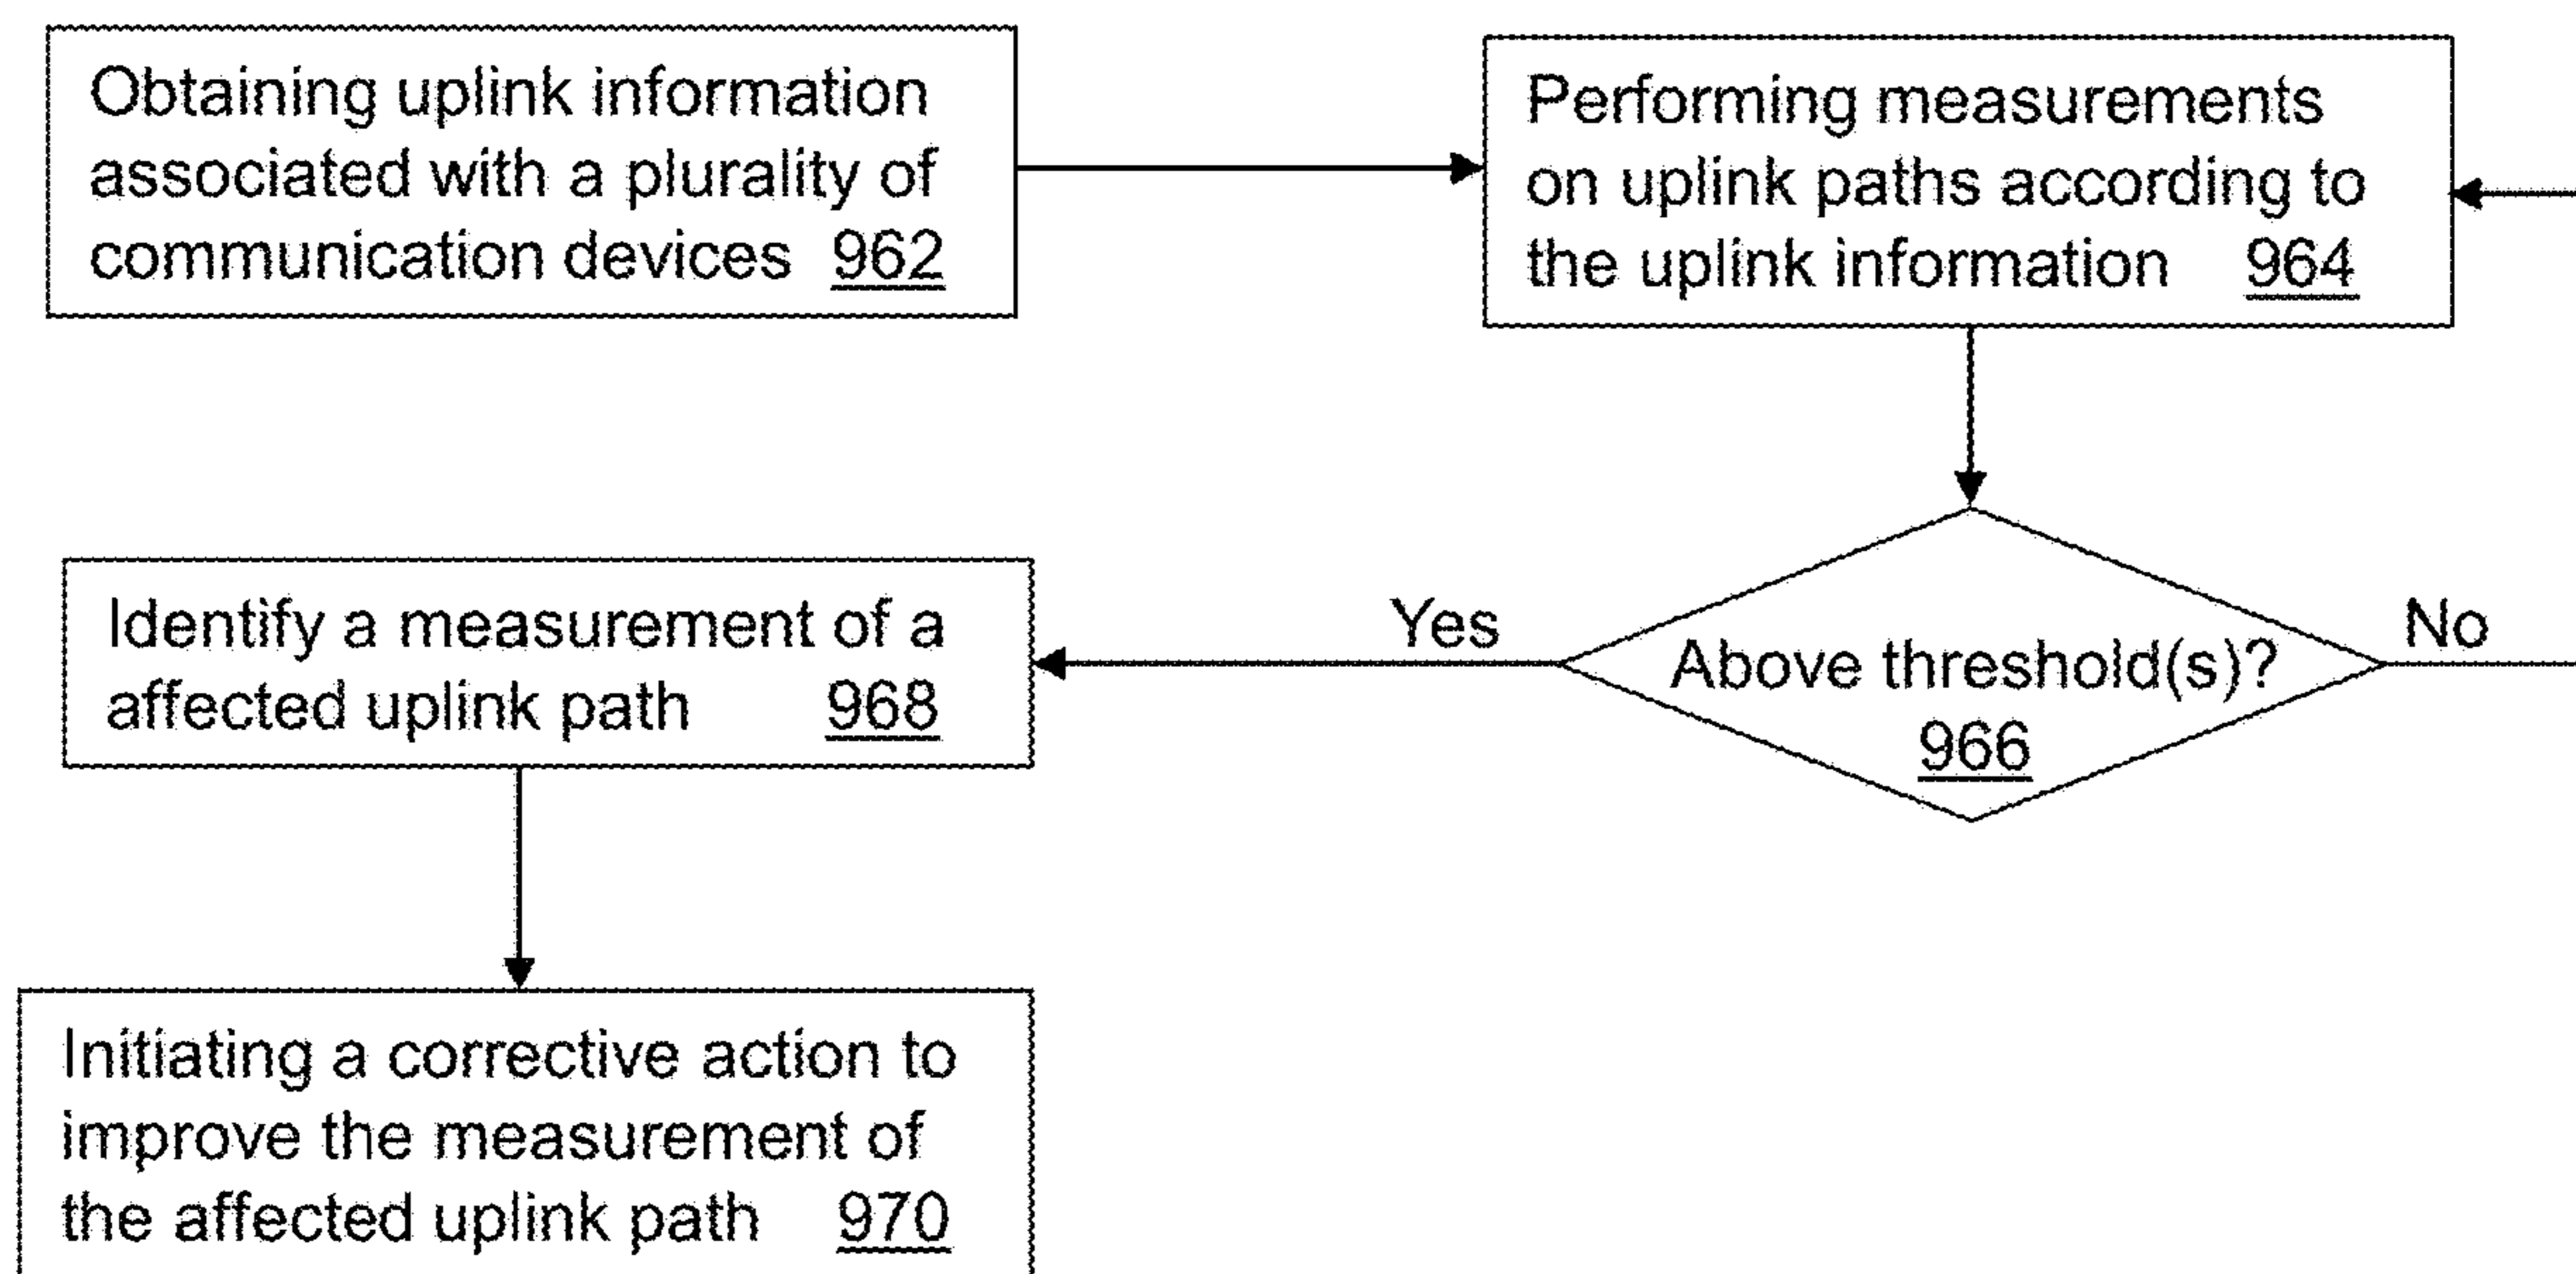 Obtaining uplink information
associated with a plurality of
communication devices 962
Performing measurements
on uplink paths according to
the uplink information 964
Above threshold(s)?
966
Yes
No
Identify a measurement of a
affected uplink path 968
Initiating a corrective action to
improve the measurement of
the affected uplink path 970